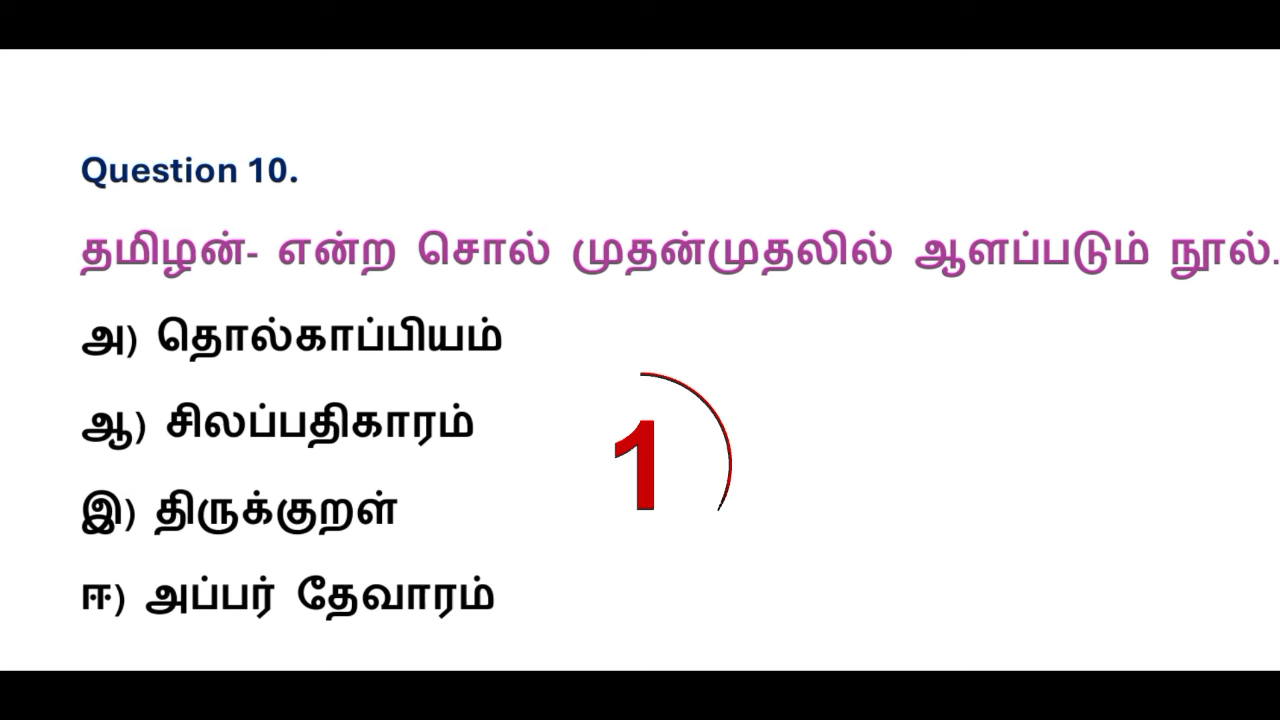 Question 10.
தமிழன்- என்ற சொல் முதன்முதலில் ஆளப்படும் நூல்.
அ) தொல்காப்பியம்
ஆ) சிலப்பதிகாரம்
1
இ) திருக்குறள்
ஈ) அப்பர் தேவாரம்